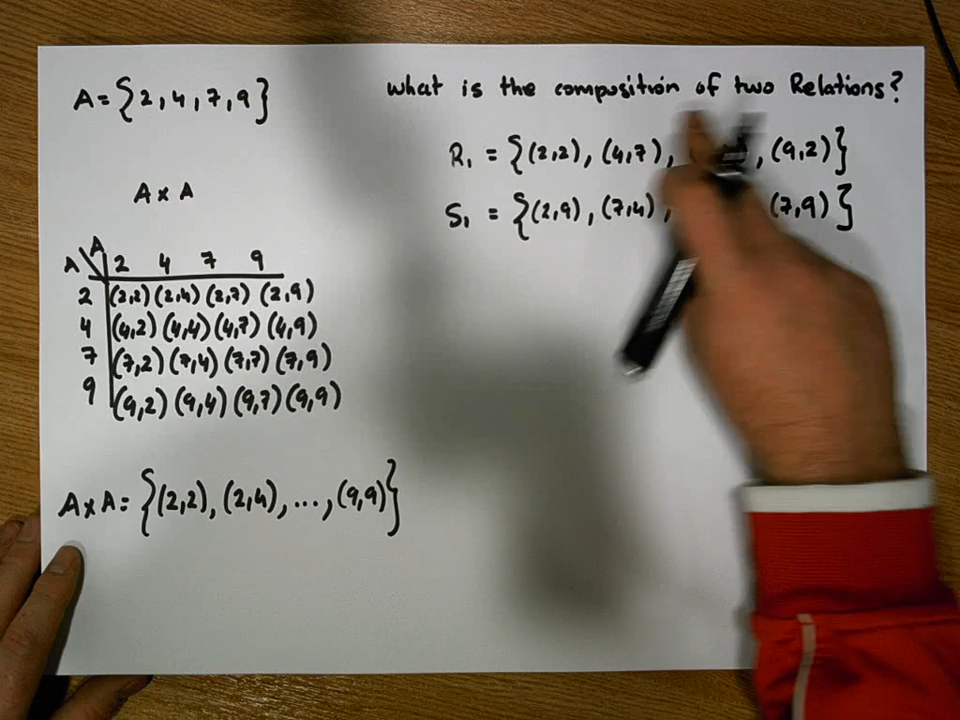 A = {2, 4, 7, 9}
A x A
A A 2 4 7 9
2 (2,2) (2,4) (2,7) (2,9)
4 (4,2) (4,4) (4,7) (4,9)
7 (7,2) (7,4) (7,7) (7,9)
9 (9,2) (9,4) (9,7) (9,9)
A x A = {(2,2), (2,4), ..., (9,9)}
what is the composition of two Relations?
R₁ = {(2,2), (4,7), , (9,2)}
S₁ = {(2,9), (7,4), (7,9)}